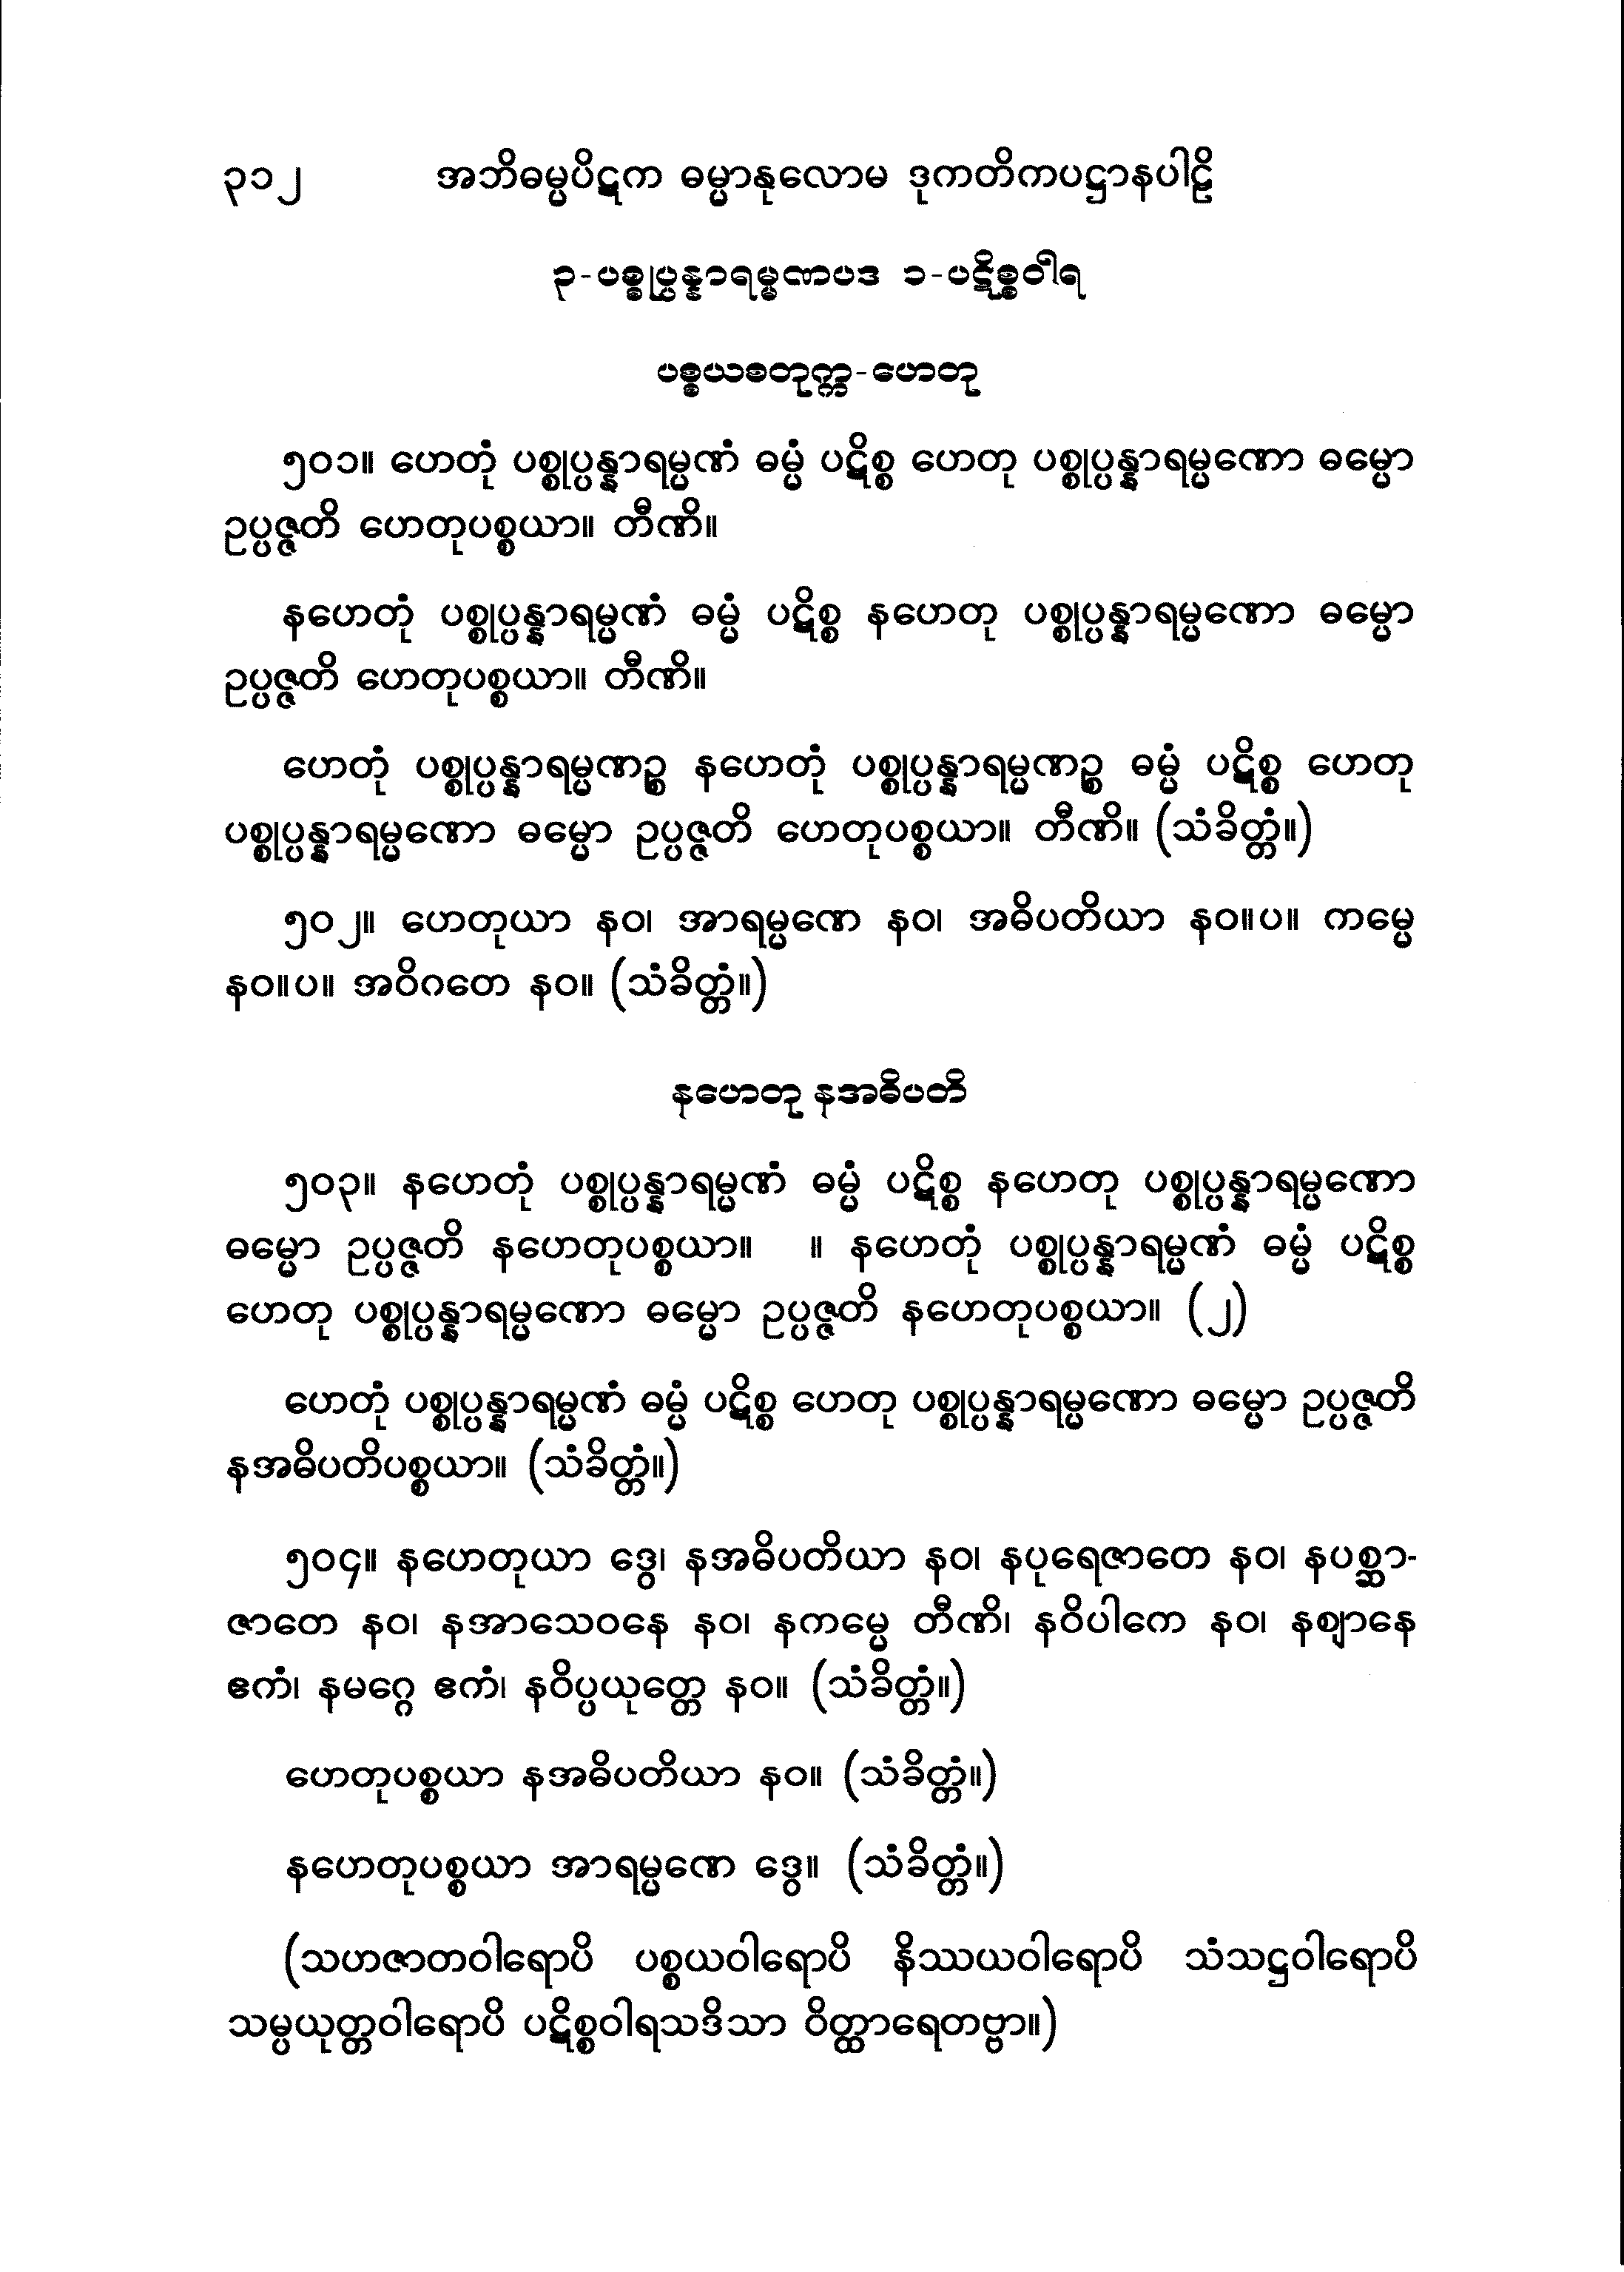 ၃၁၂ အဘိဓမ္မပိဋက ဓမ္မာနုလောမ ဒုကတိကပဋ္ဌာနပါဠိ
၃-ပစ္စုပ္ပန္နာရမ္မဏပဒ ၁-ပဋိစ္စဝါရ
ပစ္စယစတုက္က-ဟေတု
၅၀၁။ ဟေတုံ ပစ္စုပ္ပန္နာရမ္မဏံ ဓမ္မံ ပဋိစ္စ ဟေတု ပစ္စုပ္ပန္နာရမ္မဏော ဓမ္မော
ဥပ္ပဇ္ဇတိ ဟေတုပစ္စယာ။ တီဏိ။
နဟေတုံ ပစ္စုပ္ပန္နာရမ္မဏံ ဓမ္မံ ပဋိစ္စ နဟေတု ပစ္စုပ္ပန္နာရမ္မဏော ဓမ္မော
ဥပ္ပဇ္ဇတိ ဟေတုပစ္စယာ။ တီဏိ။
ဟေတုံ ပစ္စုပ္ပန္နာရမ္မဏဉ္စ နဟေတုံ ပစ္စုပ္ပန္နာရမ္မဏဉ္စ ဓမ္မံ ပဋိစ္စ ဟေတု
ပစ္စုပ္ပန္နာရမ္မဏော ဓမ္မော ဥပ္ပဇ္ဇတိ ဟေတုပစ္စယာ။ တီဏိ။ (သံခိတ္တံ။)
၅၀၂။ ဟေတုယာ နဝ၊ အာရမ္မဏေ နဝ၊ အဓိပတိယာ နဝ။ပ။ ကမ္မေ
နဝ။ပ။ အဝိဂတေ နဝ။ (သံခိတ္တံ။)
နဟေတု နအဓိပတိ
၅၀၃။ နဟေတုံ ပစ္စုပ္ပန္နာရမ္မဏံ ဓမ္မံ ပဋိစ္စ နဟေတု ပစ္စုပ္ပန္နာရမ္မဏော
ဓမ္မော ဥပ္ပဇ္ဇတိ နဟေတုပစ္စယာ။ ။ နဟေတုံ ပစ္စုပ္ပန္နာရမ္မဏံ ဓမ္မံ ပဋိစ္စ
ဟေတု ပစ္စုပ္ပန္နာရမ္မဏော ဓမ္မော ဥပ္ပဇ္ဇတိ နဟေတုပစ္စယာ။ (၂)
ဟေတုံ ပစ္စုပ္ပန္နာရမ္မဏံ ဓမ္မံ ပဋိစ္စ ဟေတု ပစ္စုပ္ပန္နာရမ္မဏော ဓမ္မော ဥပ္ပဇ္ဇတိ
နအဓိပတိပစ္စယာ။ (သံခိတ္တံ။)
၅၀၄။ နဟေတုယာ ဒွေ၊ နအဓိပတိယာ နဝ၊ နပုရေဇာတေ နဝ၊ နပစ္ဆာ-
ဇာတေ နဝ၊ နအာသေဝနေ နဝ၊ နကမ္မေ တီဏိ၊ နဝိပါကေ နဝ၊ နဈာနေ
ဧကံ၊ နမဂ္ဂေ ဧကံ၊ နဝိပ္ပယုတ္တေ နဝ။ (သံခိတ္တံ။)
ဟေတုပစ္စယာ နအဓိပတိယာ နဝ။ (သံခိတ္တံ။)
နဟေတုပစ္စယာ အာရမ္မဏေ ဒွေ။ (သံခိတ္တံ။)
(သဟဇာတဝါရောပိ ပစ္စယဝါရောပိ နိဿယဝါရောပိ သံသဋ္ဌဝါရောပိ
သမ္ပယုတ္တဝါရောပိ ပဋိစ္စဝါရသဒိသာ ဝိတ္ထာရေတဗ္ဗာ။)